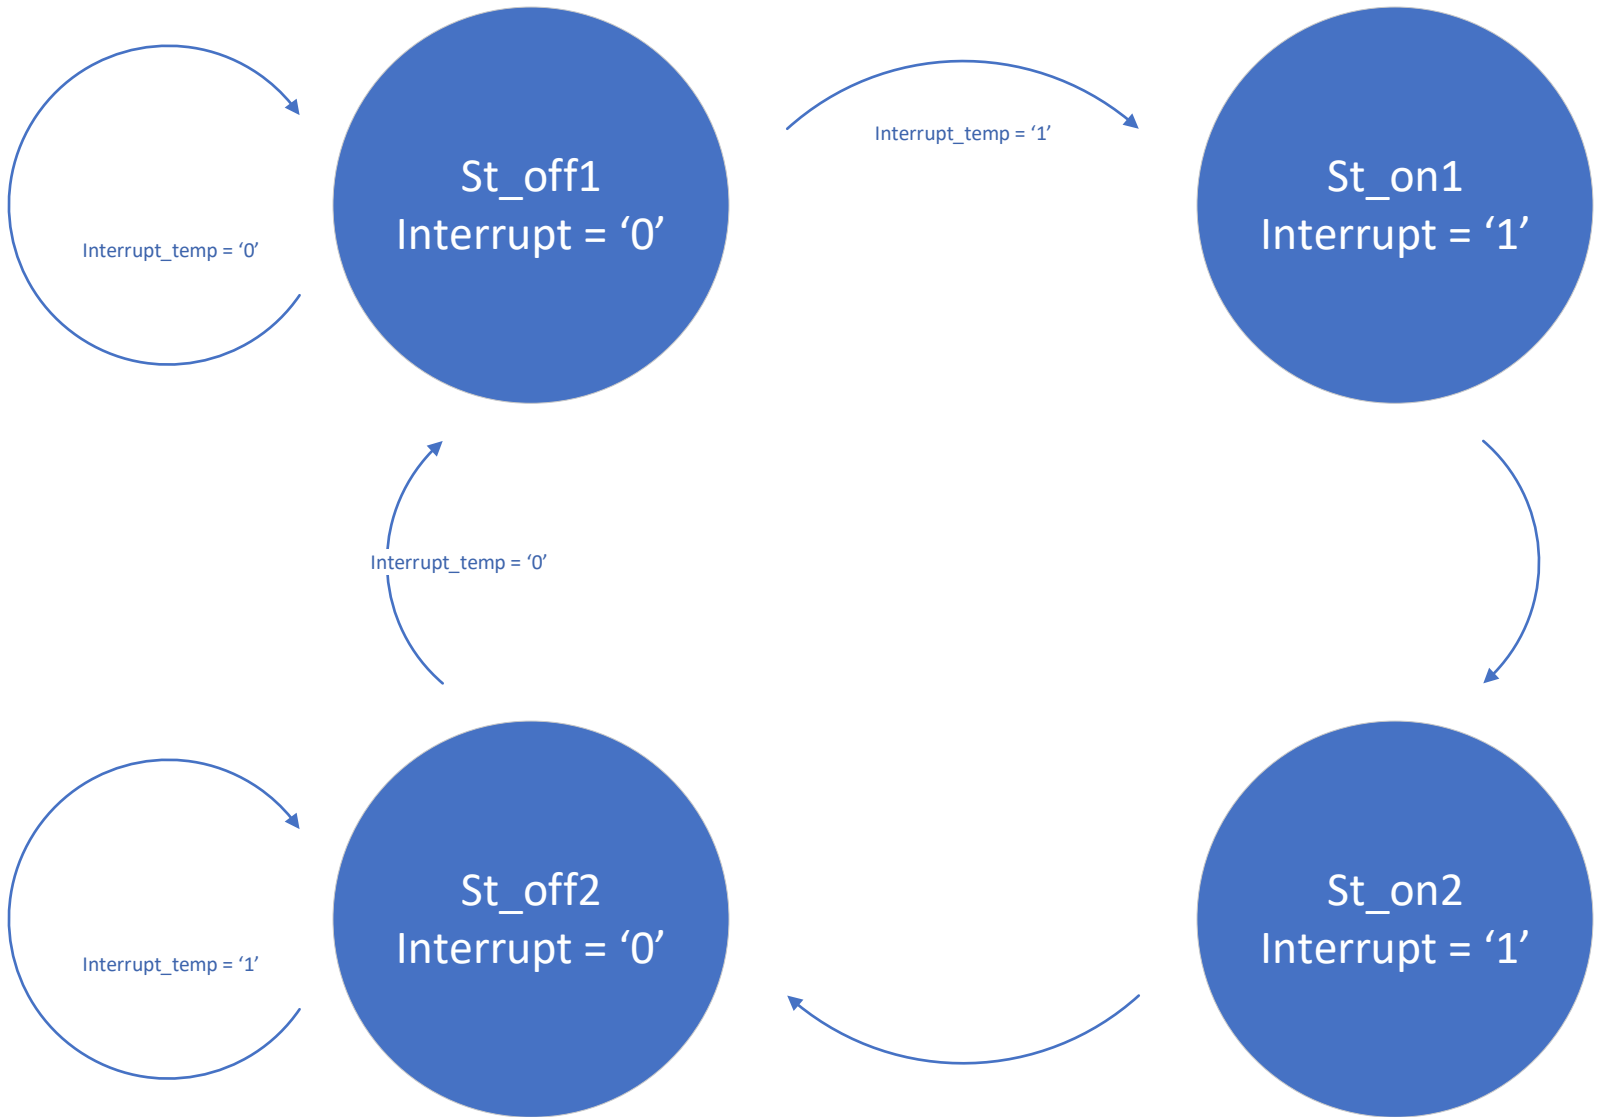 St_off1
Interrupt = ‘0’
Interrupt_temp = ‘1’
St_on1
Interrupt = ‘1’
Interrupt_temp = ‘0’
Interrupt_temp = ‘0’
St_off2
Interrupt = ‘0’
St_on2
Interrupt = ‘1’
Interrupt_temp = ‘1’